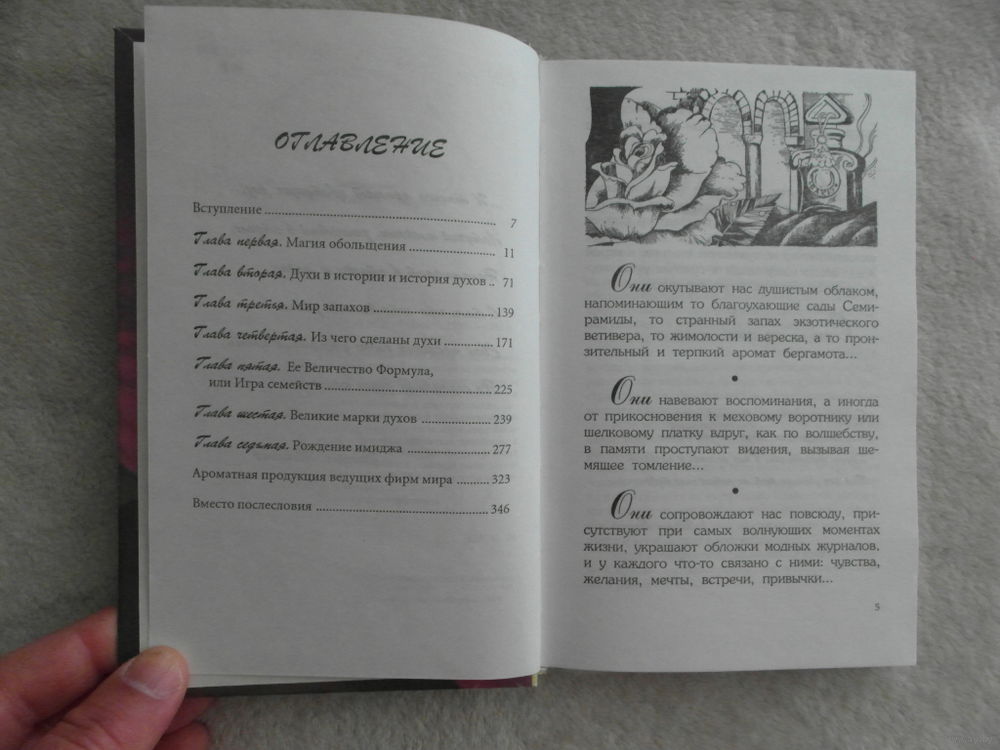 ОГЛАВЛЕНИЕ
Вступление ........ 7
Глава первая. Магия обольщения ........ 11
Глава вторая. Духи в истории и история духов .. 71
Глава третья. Мир запахов ........ 139
Глава четвертая. Из чего сделаны духи ........ 171
Глава пятая. Ее Величество Формула,
или Игра семейств ........ 225
Глава шестая. Великие марки духов ........ 239
Глава седьмая. Рождение имиджа ........ 277
Ароматная продукция ведущих фирм мира ........ 323
Вместо послесловия ........ 346
Они окутывают нас душистым облаком,
напоминающим то благоухающие сады Семи-
рамиды, то странный запах экзотического
ветивера, то жимолости и вереска, а то прон-
зительный и терпкий аромат бергамота...
•
Они навевают воспоминания, а иногда
от прикосновения к меховому воротнику или
шелковому платку вдруг, как по волшебству,
в памяти проступают видения, вызывая ще-
мящее томление...
•
Они сопровождают нас повсюду, при-
сутствуют при самых волнующих моментах
жизни, украшают обложки модных журналов,
и у каждого что-то связано с ними: чувства,
желания, мечты, встречи, привычки...
5